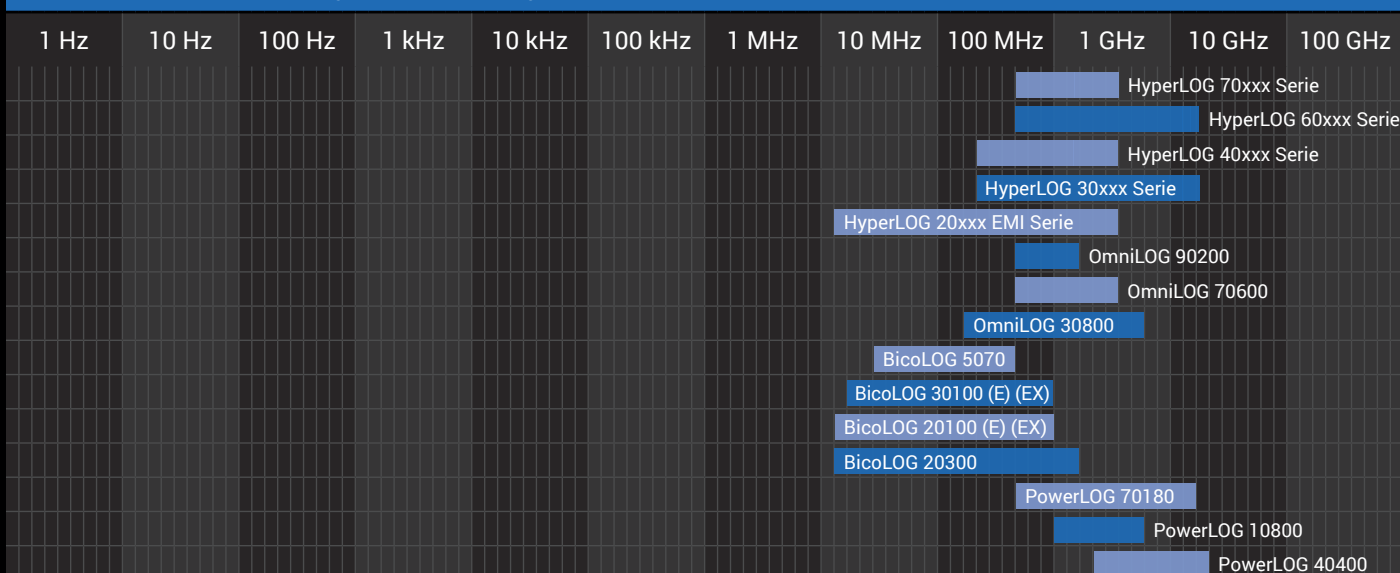 1 Hz 10 Hz 100 Hz 1 kHz 10 kHz 100 kHz 1 MHz 10 MHz 100 MHz 1 GHz 10 GHz 100 GHz
HyperLOG 70xxx Serie
HyperLOG 60xxx Serie
HyperLOG 40xxx Serie
HyperLOG 30xxx Serie
HyperLOG 20xxx EMI Serie
OmniLOG 90200
OmniLOG 70600
OmniLOG 30800
BicoLOG 5070
BicoLOG 30100 (E) (EX)
BicoLOG 20100 (E) (EX)
BicoLOG 20300
PowerLOG 70180
PowerLOG 10800
PowerLOG 40400